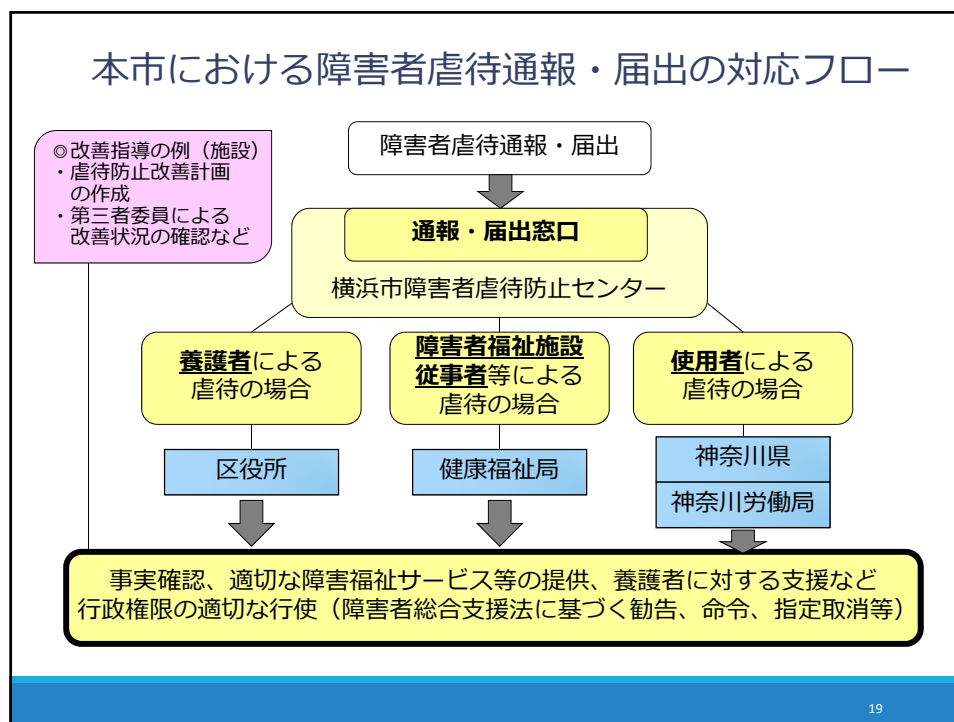 本市における障害者虐待通報・届出の対応フロー
◎改善指導の例（施設）
・虐待防止改善計画
の作成
・第三者委員による
改善状況の確認など
障害者虐待通報・届出
通報・届出窓口
横浜市障害者虐待防止センター
養護者による
虐待の場合
障害者福祉施設
従事者等による
虐待の場合
使用者による
虐待の場合
区役所
健康福祉局
神奈川県
神奈川労働局
事実確認、適切な障害福祉サービス等の提供、養護者に対する支援など
行政権限の適切な行使（障害者総合支援法に基づく勧告、命令、指定取消等）
19